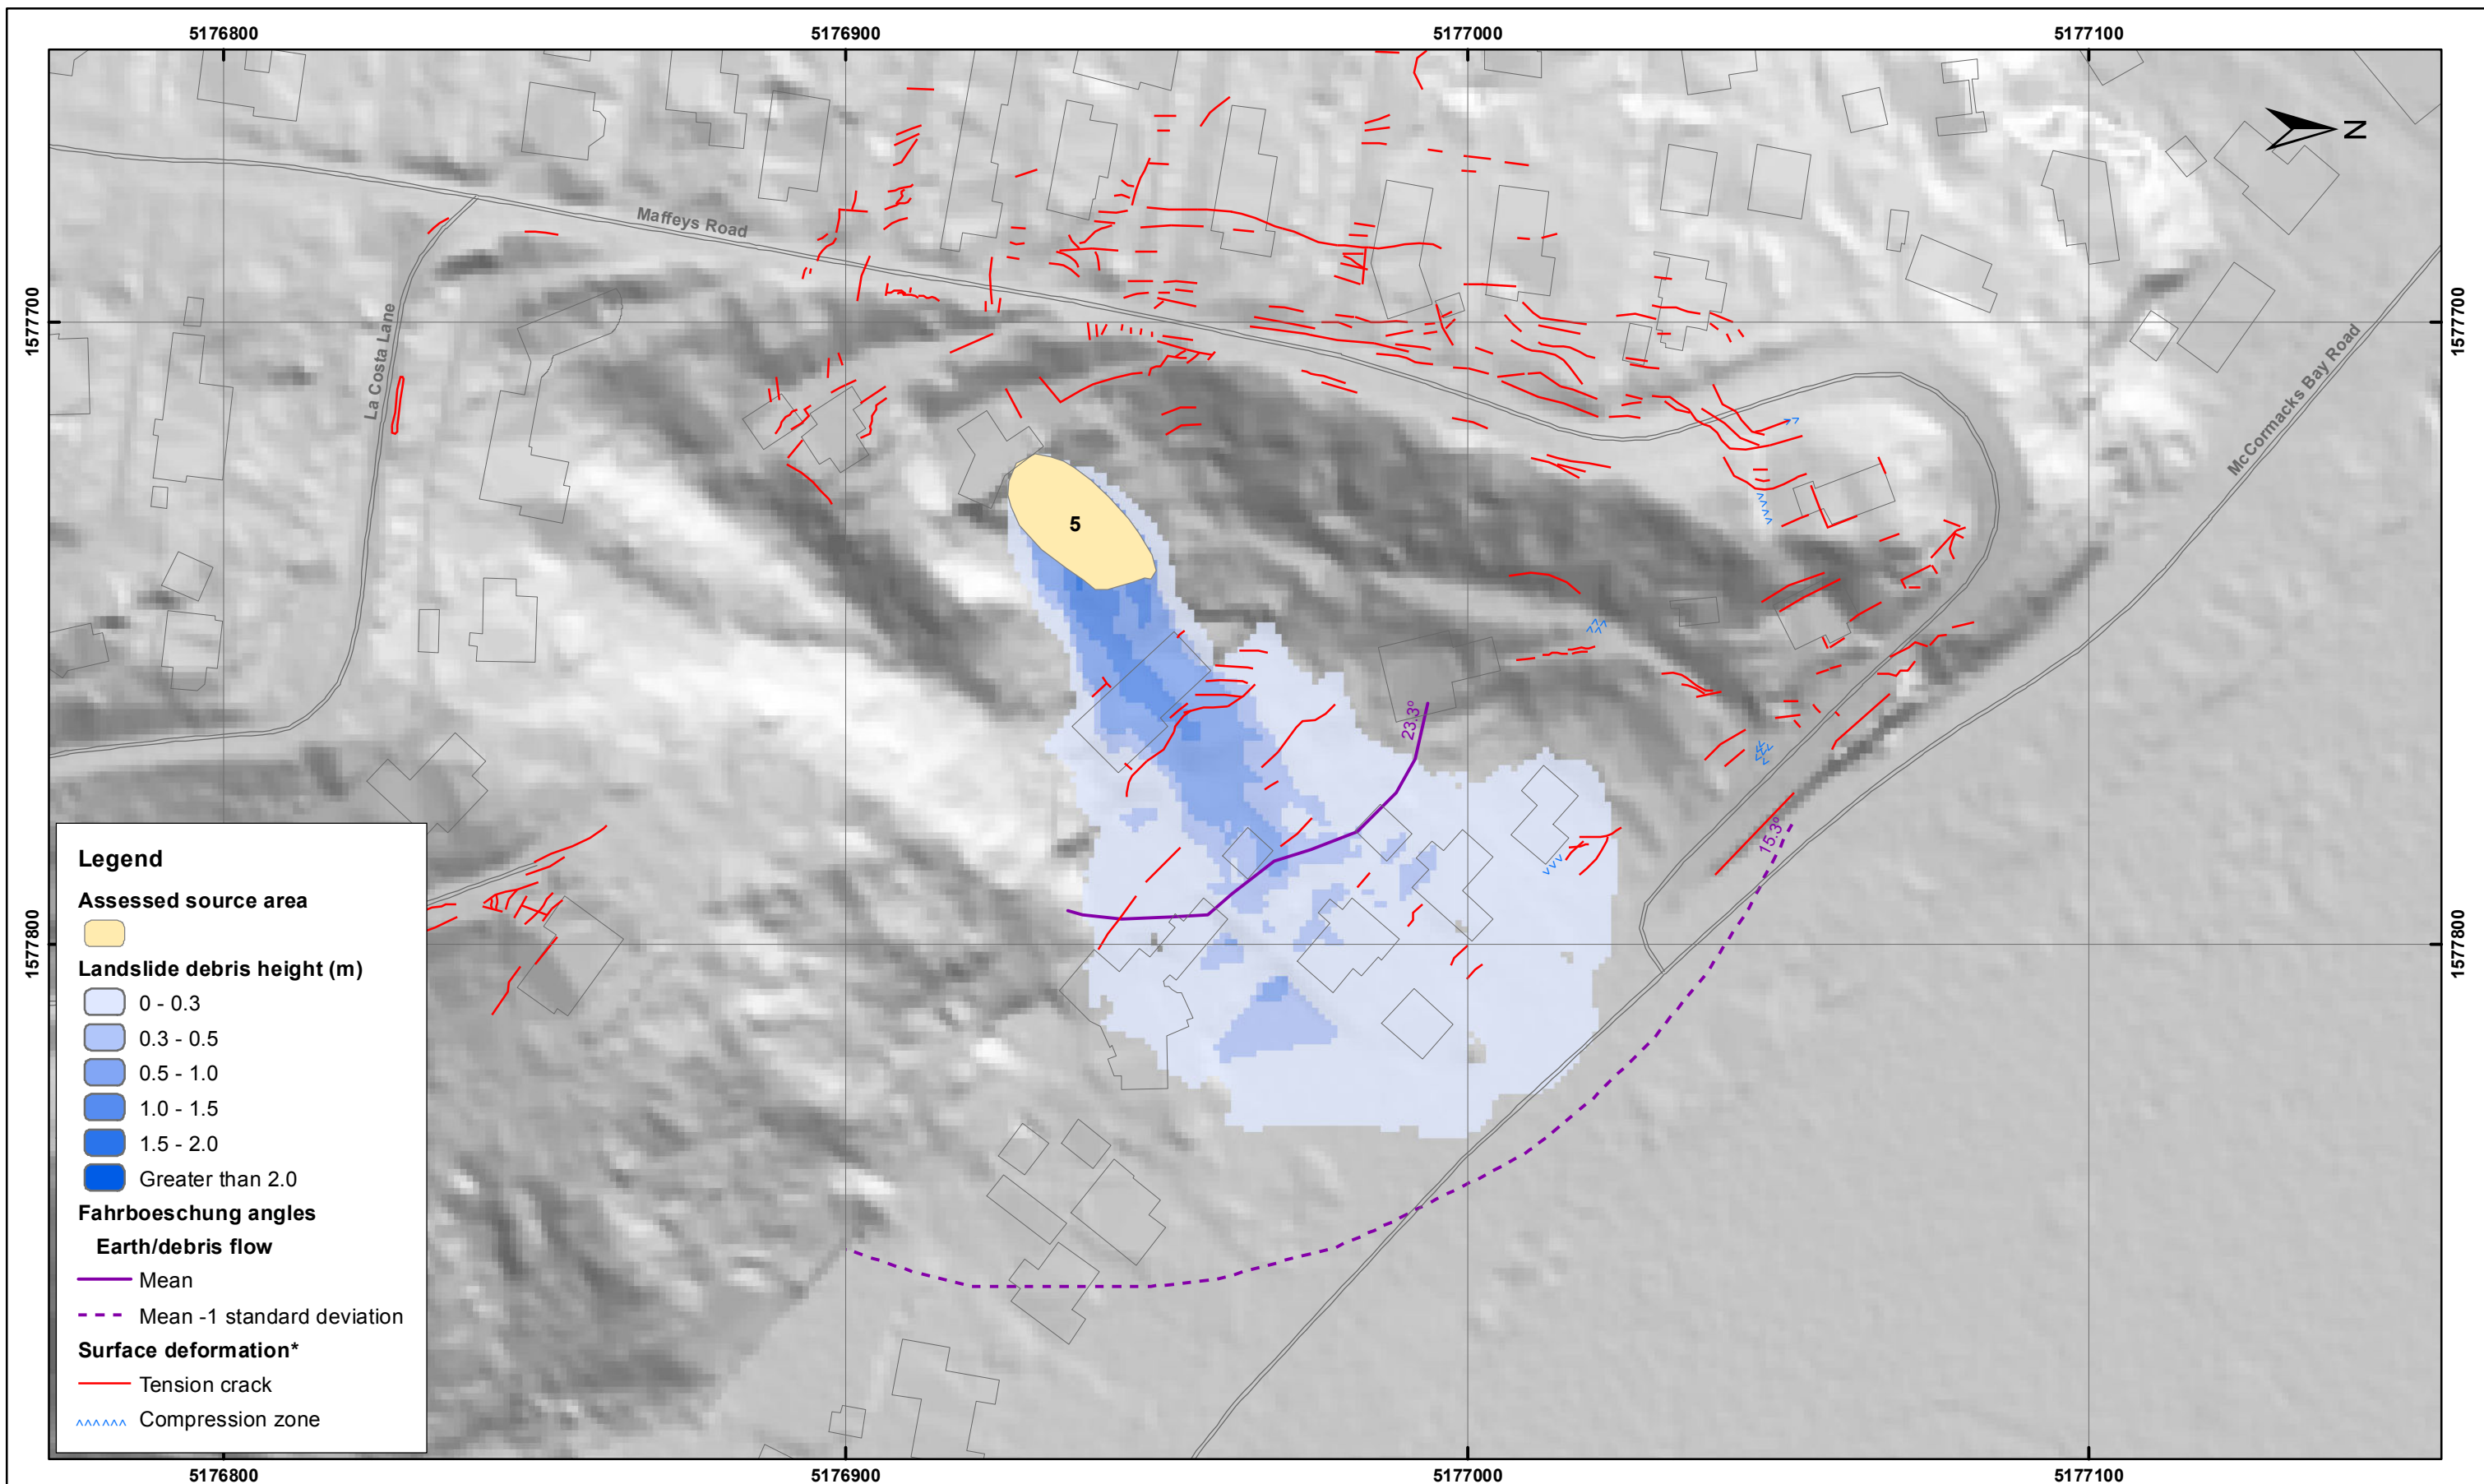 5176800
5176900
5177000
5177100
N
Maffeys Road
1577700
1577700
La Costa Lane
McCormacks Bay Road
5
23.3º
15.3º
1577800
1577800
Legend
Assessed source area
Landslide debris height (m)
0 - 0.3
0.3 - 0.5
0.5 - 1.0
1.0 - 1.5
1.5 - 2.0
Greater than 2.0
Fahrboeschung angles
Earth/debris flow
Mean
Mean -1 standard deviation
Surface deformation*
Tension crack
Compression zone
5176800
5176900
5177000
5177100